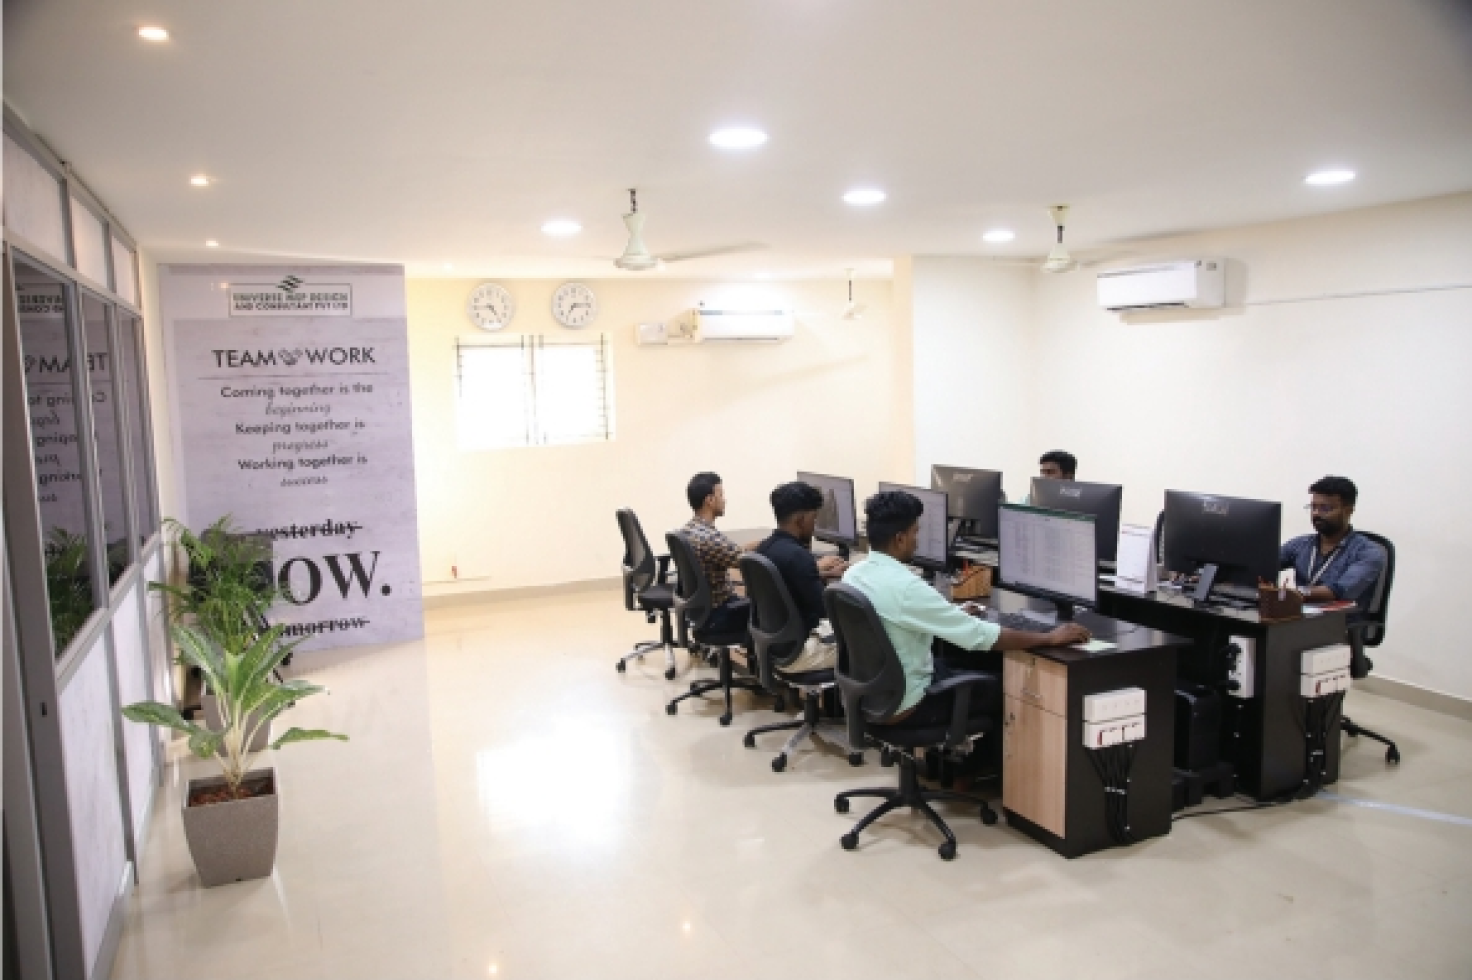 UNIVERSE MEP DESIGN
AND CONSULTANT PVT LTD
TEAM WORK
Coming together is the
beginning
Keeping together is
progress
Working together is
success
yesterday
NOW.
tomorrow